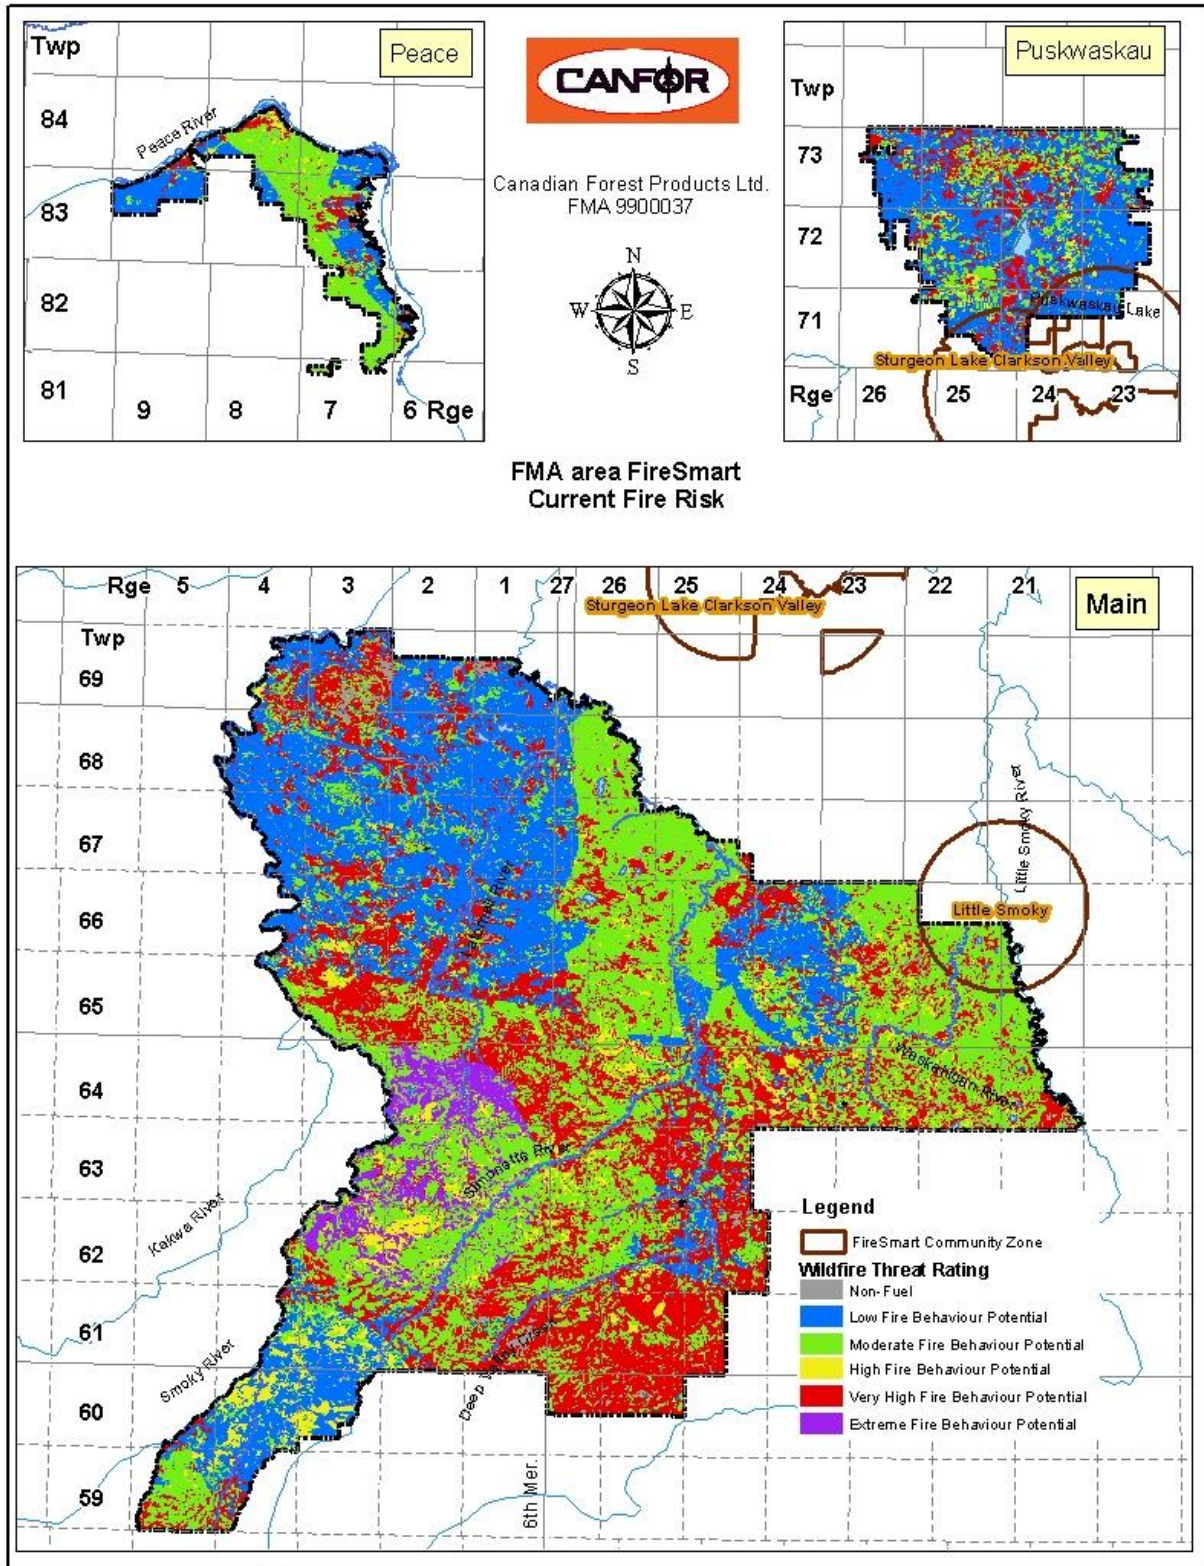 Twp
Peace
84
83
82
81
Peace River
9 8 7 6 Rge
CANFOR
Canadian Forest Products Ltd.
FMA 9900037
N
W E
S
Puskwaskau
Twp
73
72
71
Puskwaskau Lake
Sturgeon Lake Clarkson Valley
Rge 26 25 24 23
FMA area FireSmart
Current Fire Risk
Rge 5 4 3 2 1 27 26 25 24 23 22 21
Main
Sturgeon Lake Clarkson Valley
Twp
69
68
67
66
65
64
63
62
61
60
59
Little Smoky River
Little Smoky
Latornell River
Waskahigan River
Simonette River
Kakwa River
Smoky River
Deep Valley Creek
6th Mer.
Legend
FireSmart Community Zone
Wildfire Threat Rating
Non-Fuel
Low Fire Behaviour Potential
Moderate Fire Behaviour Potential
High Fire Behaviour Potential
Very High Fire Behaviour Potential
Extreme Fire Behaviour Potential